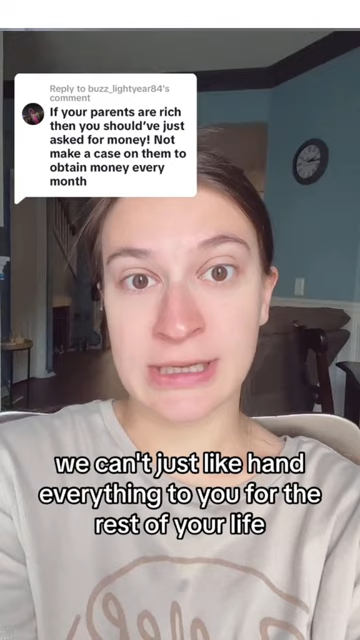 Reply to buzz_lightyear84's
comment
If your parents are rich
then you should've just
asked for money! Not
make a case on them to
obtain money every
month
we can't just like hand
everything to you for the
rest of your life